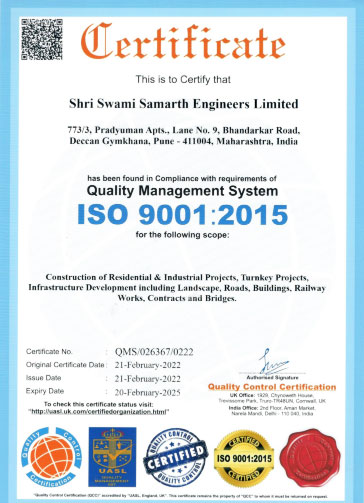 Certificate
This is to Certify that
Shri Swami Samarth Engineers Limited
773/3, Pradyuman Apts., Lane No. 9, Bhandarkar Road,
Deccan Gymkhana, Pune - 411004, Maharashtra, India
has been found in Compliance with requirements of
Quality Management System
ISO 9001:2015
for the following scope:
Construction of Residential & Industrial Projects, Turnkey Projects,
Infrastructure Development including Landscape, Roads, Buildings, Railway
Works, Contracts and Bridges.
Certificate No. : QMS/026367/0222
Original Certificate Date : 21-February-2022
Issue Date : 21-February-2022
Expiry Date : 20-February-2025
To check this certificate status visit:
"http://uasl.uk.com/certifiedorganization.html"
Authorised Signature
Quality Control Certification
UK Office: 1929, Chynoweth House,
Trevissome Park, Truro-TR48UN, Cornwall, UK
India Office: 2nd Floor, Aman Market,
Naraia Mandi, Delhi - 110 040, India
Quality Control
Certification
UASL
QUALITY
MANAGEMENT
QUALITY CONTROL
CERTIFIED
QUALITY CONTROL
CERTIFIED
ISO 9001:2015
CERTIFIED
"Quality Control Certification (QCC)" accredited by "UASL, England, UK". This certificate remains the property of "QCC" to whom it must be returned on request.